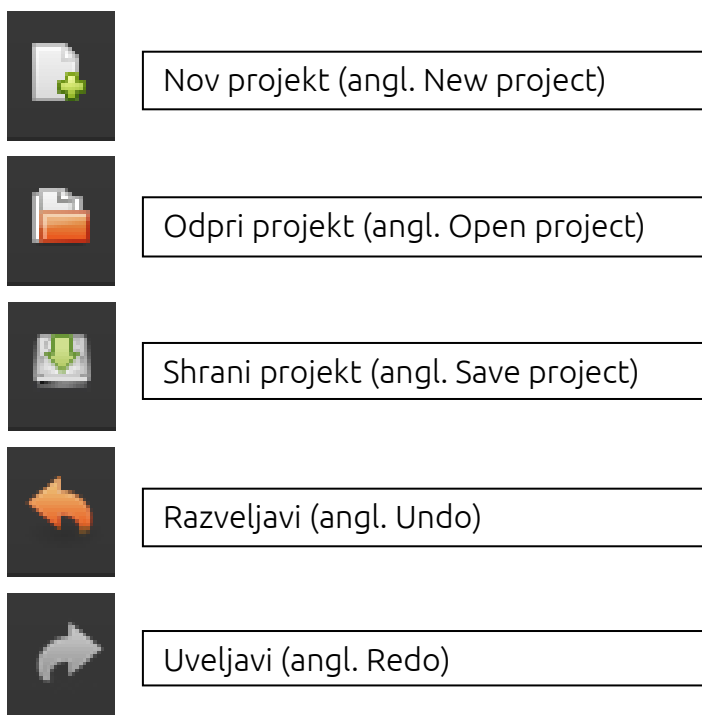 Nov projekt (angl. New project)
Odpri projekt (angl. Open project)
Shrani projekt (angl. Save project)
Razveljavi (angl. Undo)
Uveljavi (angl. Redo)